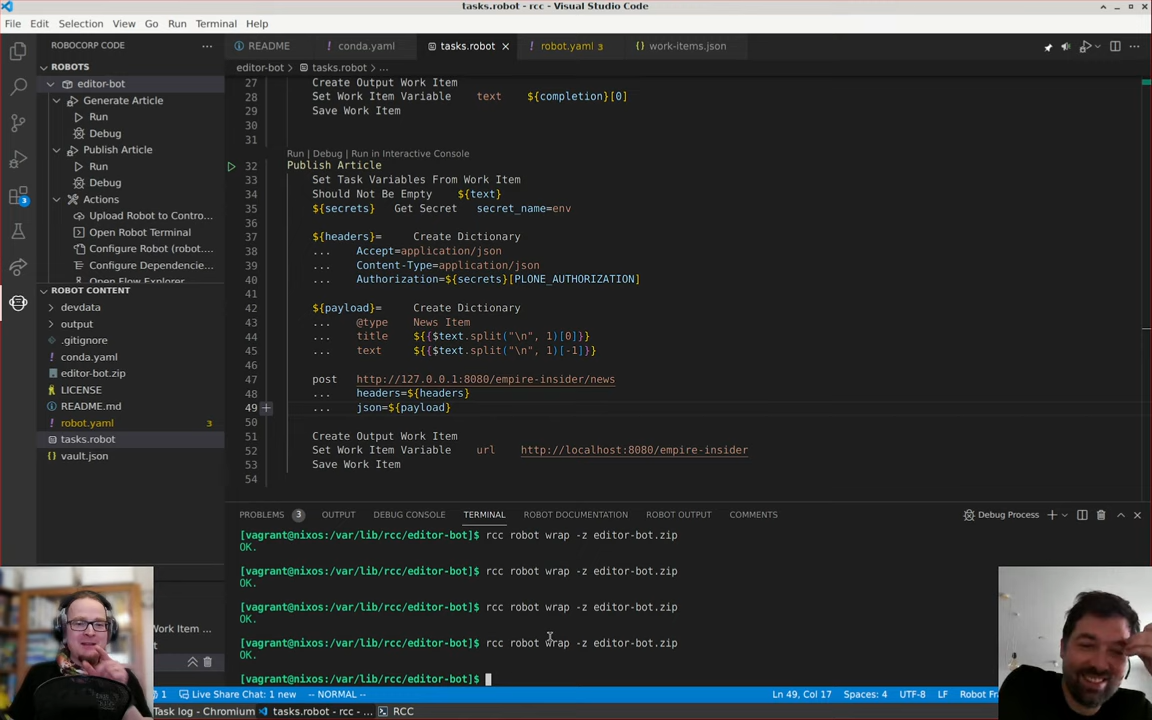 tasks.robot - rcc - Visual Studio Code
File Edit Selection View Go Run Terminal Help
ROBOCORP CODE
README
conda.yaml
tasks.robot
robot.yaml 3
work-items.json
ROBOTS
editor-bot > tasks.robot > ...
editor-bot
Generate Article
Run
Debug
Publish Article
Run
Debug
Actions
Upload Robot to Contro...
Open Robot Terminal
Configure Robot (robot....
Configure Dependencie...
3
ROBOT CONTENT
devdata
output
.gitignore
conda.yaml
editor-bot.zip
LICENSE
README.md
robot.yaml 3
tasks.robot
vault.json
Work Item ...
27 Create Output Work Item
28 Set Work Item Variable text ${completion}[0]
29 Save Work Item
30
31
Run | Debug | Run in Interactive Console
32 Publish Article
33 Set Task Variables From Work Item
34 Should Not Be Empty ${text}
35 ${secrets} Get Secret secret_name=env
36
37 ${headers}= Create Dictionary
38 ... Accept=application/json
39 ... Content-Type=application/json
40 ... Authorization=${secrets}[PLONE_AUTHORIZATION]
41
42 ${payload}= Create Dictionary
43 ... @type News Item
44 ... title ${{$text.split("\n", 1)[0]}}
45 ... text ${{$text.split("\n", 1)[-1]}}
46
47 post http://127.0.0.1:8080/empire-insider/news
48 ... headers=${headers}
49 ... json=${payload}
50
51 Create Output Work Item
52 Set Work Item Variable url http://localhost:8080/empire-insider
53 Save Work Item
54
PROBLEMS 3 OUTPUT DEBUG CONSOLE TERMINAL ROBOT DOCUMENTATION ROBOT OUTPUT COMMENTS
Debug Process
[vagrant@nixos:/var/lib/rcc/editor-bot]$ rcc robot wrap -z editor-bot.zip
OK.
[vagrant@nixos:/var/lib/rcc/editor-bot]$ rcc robot wrap -z editor-bot.zip
OK.
[vagrant@nixos:/var/lib/rcc/editor-bot]$ rcc robot wrap -z editor-bot.zip
OK.
[vagrant@nixos:/var/lib/rcc/editor-bot]$ rcc robot wrap -z editor-bot.zip
OK.
[vagrant@nixos:/var/lib/rcc/editor-bot]$
1 Live Share Chat: 1 new -- NORMAL -- Ln 49, Col 17 Spaces: 4 UTF-8 LF Robot Fr
Task log - Chromium tasks.robot - rcc - ... RCC